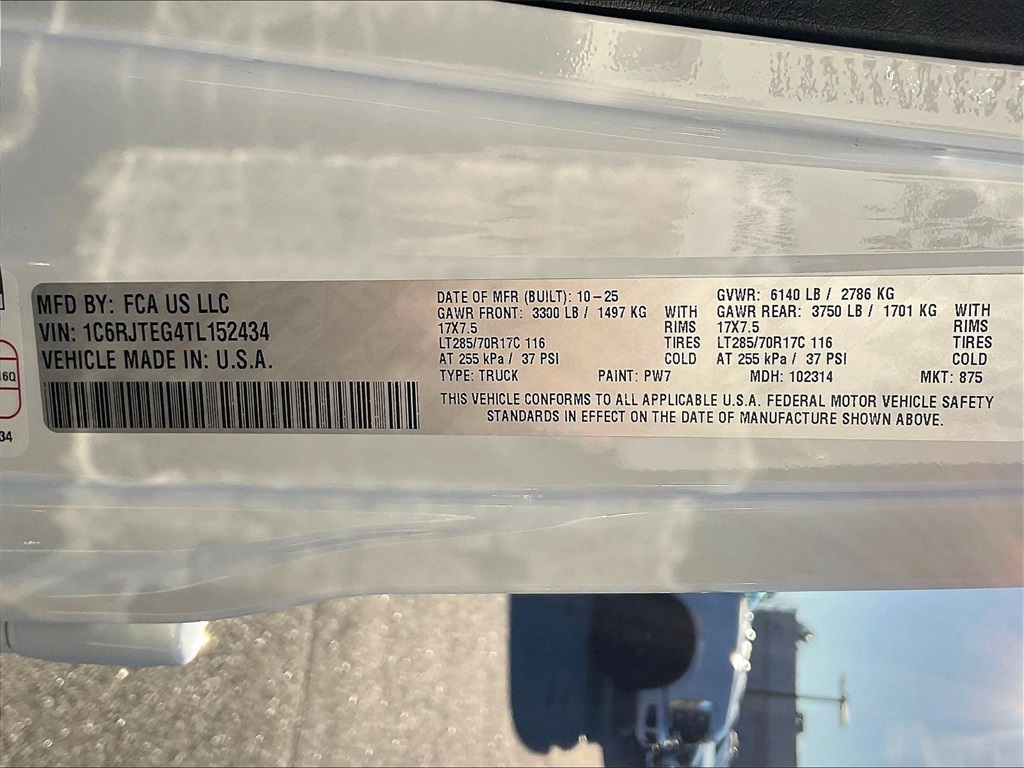 MFD BY: FCA US LLC
VIN: 1C6RJTEG4TL152434
VEHICLE MADE IN: U.S.A.
DATE OF MFR (BUILT): 10-25 GVWR: 6140 LB / 2786 KG
GAWR FRONT: 3300 LB / 1497 KG WITH GAWR REAR: 3750 LB / 1701 KG WITH
17X7.5 RIMS 17X7.5 RIMS
LT285/70R17C 116 TIRES LT285/70R17C 116 TIRES
AT 255 kPa / 37 PSI COLD AT 255 kPa / 37 PSI COLD
TYPE: TRUCK PAINT: PW7 MDH: 102314 MKT: 875
THIS VEHICLE CONFORMS TO ALL APPLICABLE U.S.A. FEDERAL MOTOR VEHICLE SAFETY
STANDARDS IN EFFECT ON THE DATE OF MANUFACTURE SHOWN ABOVE.
34